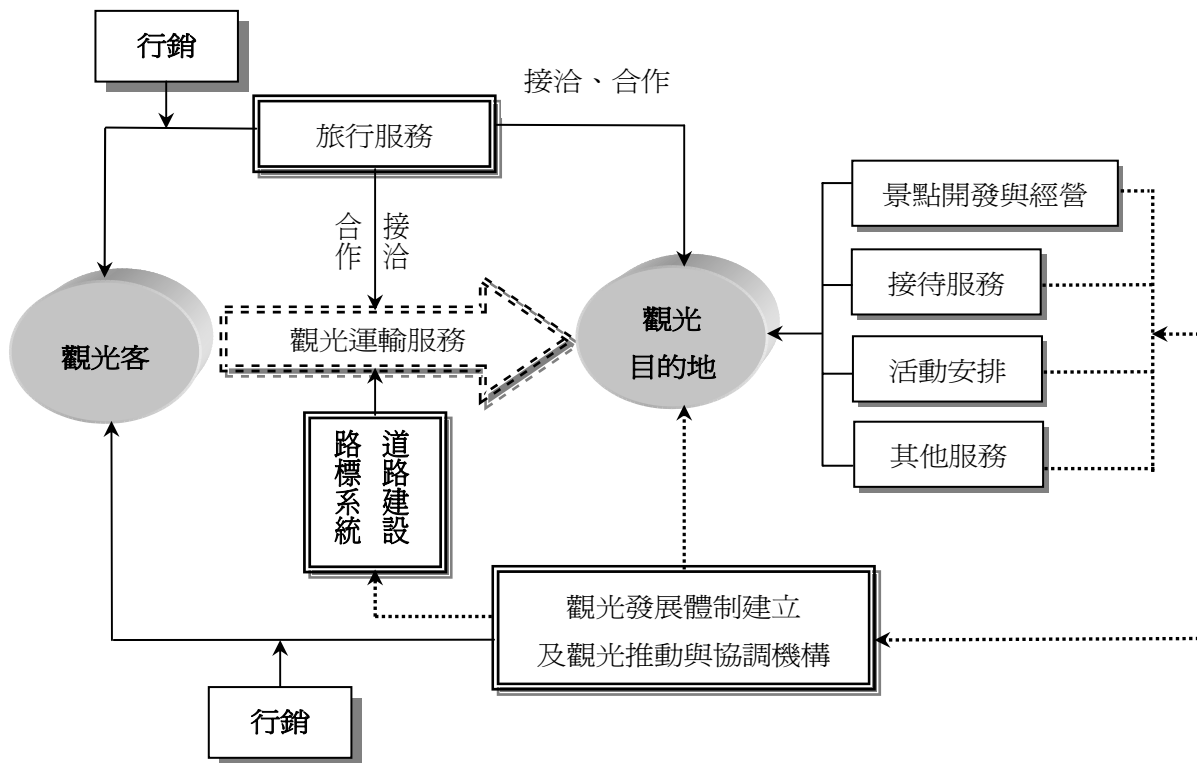 行銷
接洽、合作
旅行服務
景點開發與經營
接洽
合作
接待服務
觀光
目的地
觀光運輸服務
觀光客
活動安排
道路建設
路標系統
其他服務
觀光發展體制建立
及觀光推動與協調機構
行銷